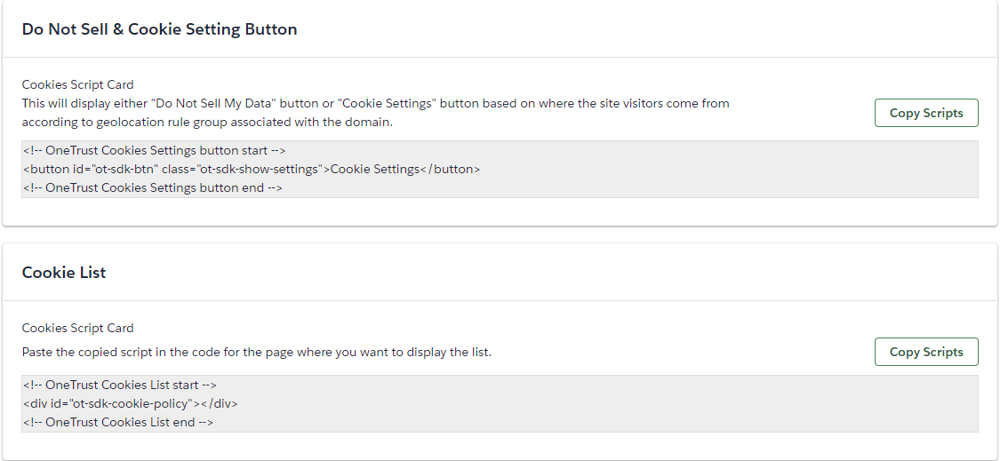 Do Not Sell & Cookie Setting Button
Cookies Script Card
This will display either "Do Not Sell My Data" button or "Cookie Settings" button based on where the site visitors come from
according to geolocation rule group associated with the domain.
Copy Scripts
<!-- OneTrust Cookies Settings button start -->
<button id="ot-sdk-btn" class="ot-sdk-show-settings">Cookie Settings</button>
<!-- OneTrust Cookies Settings button end -->
Cookie List
Cookies Script Card
Paste the copied script in the code for the page where you want to display the list.
Copy Scripts
<!-- OneTrust Cookies List start -->
<div id="ot-sdk-cookie-policy"></div>
<!-- OneTrust Cookies List end -->